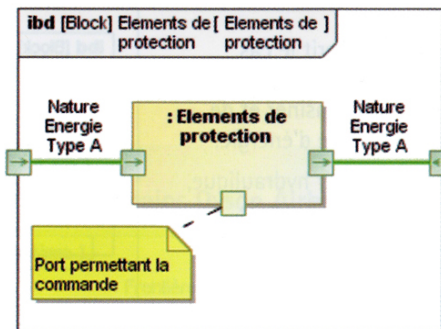 ibd [Block] Elements de [ Elements de ]
protection protection
Nature
Energie
Type A
: Elements de
protection
Nature
Energie
Type A
Port permettant la
commande